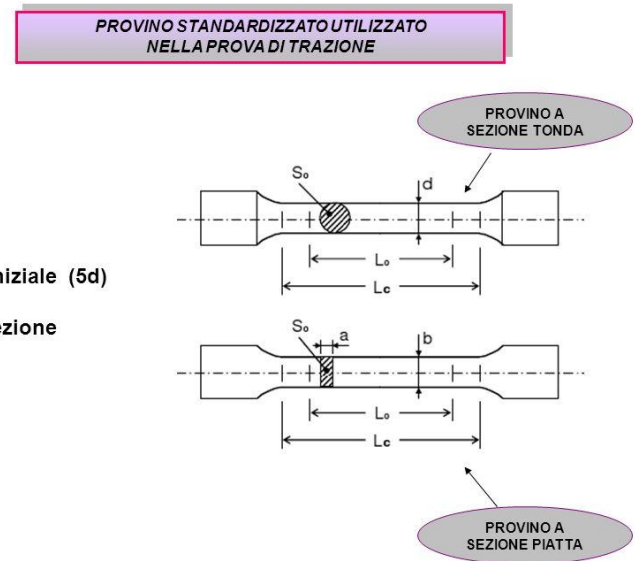 PROVINO STANDARDIZZATO UTILIZZATO
NELLA PROVA DI TRAZIONE
PROVINO A
SEZIONE TONDA
S₀
d
L₀
Lc
niziale (5d)
ezione
S₀
a
b
L₀
Lc
PROVINO A
SEZIONE PIATTA